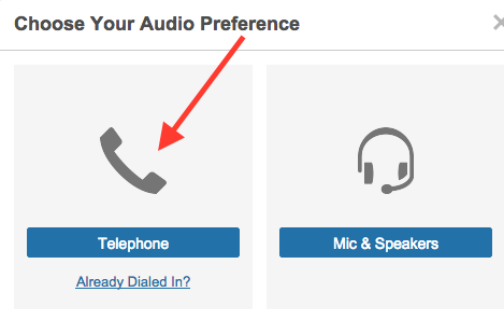 Choose Your Audio Preference
Telephone
Mic & Speakers
Already Dialed In?